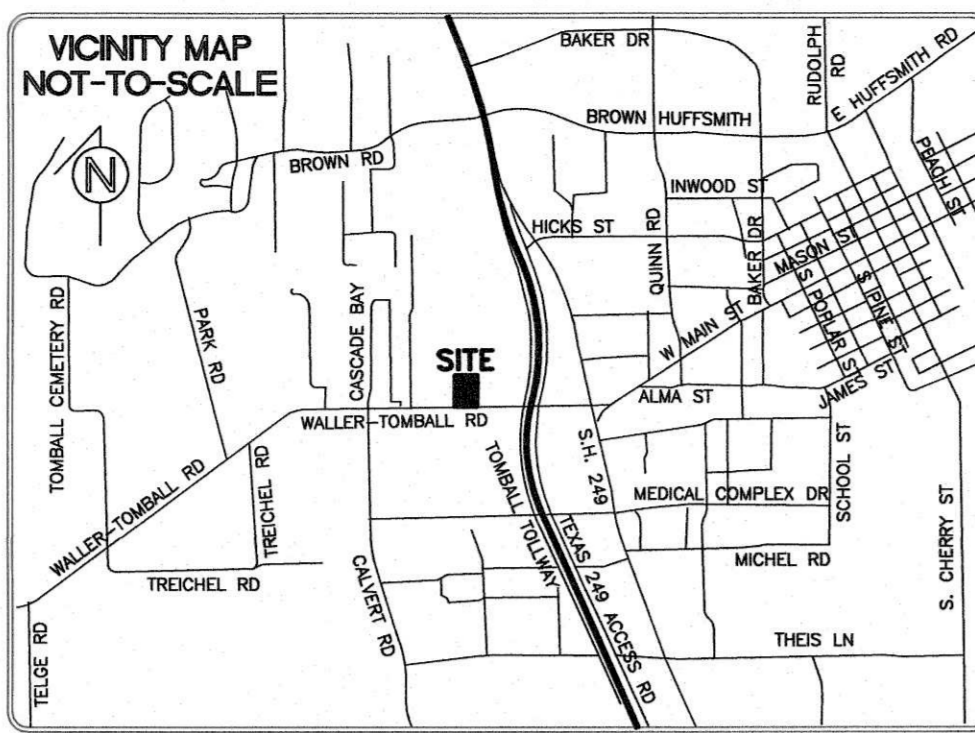 VICINITY MAP
NOT-TO-SCALE
N
BAKER DR
RUDOLPH
RD
E HUFFSMITH RD
BROWN HUFFSMITH
BROWN RD
PEACH ST
INWOOD ST
HICKS ST
QUINN RD
BAKER DR
MASON ST
S POPLAR ST
S PINE ST
TOMBALL CEMETERY RD
PARK RD
CASCADE BAY
W MAIN ST
SITE
JAMES ST
ALMA ST
WALLER-TOMBALL RD
S.H. 249
SCHOOL ST
WALLER-TOMBALL RD
TREICHEL RD
TOMBALL TOLLWAY
MEDICAL COMPLEX DR
TREICHEL RD
CALVERT RD
TEXAS 249 ACCESS RD
MICHEL RD
S. CHERRY ST
THEIS LN
TELGE RD